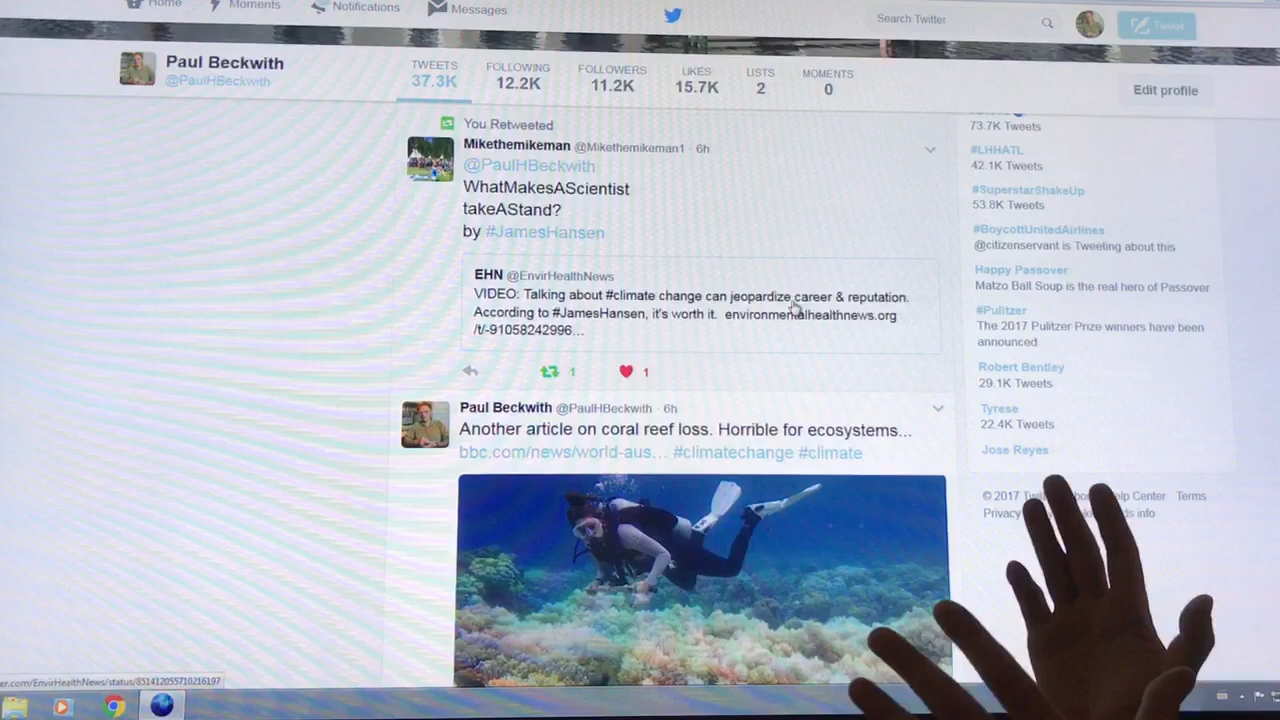 Home
Moments
Notifications
Messages
Search Twitter
Tweet
Paul Beckwith
@PaulHBeckwith
TWEETS
37.3K
FOLLOWING
12.2K
FOLLOWERS
11.2K
LIKES
15.7K
LISTS
2
MOMENTS
0
Edit profile
You Retweeted
Mikethemikeman @Mikethemikeman1 · 6h
@PaulHBeckwith
WhatMakesAScientist
takeAStand?
by #JamesHansen
EHN @EnvirHealthNews
VIDEO: Talking about #climate change can jeopardize career & reputation.
According to #JamesHansen, it's worth it. environmentalhealthnews.org
/t/-91058242996...
1
1
Paul Beckwith @PaulHBeckwith · 6h
Another article on coral reef loss. Horrible for ecosystems...
bbc.com/news/world-aus... #climatechange #climate
73.7K Tweets
#LHHATL
42.1K Tweets
#SuperstarShakeUp
53.8K Tweets
#BoycottUnitedAirlines
@citizenservant is Tweeting about this
Happy Passover
Matzo Ball Soup is the real hero of Passover
#Pulitzer
The 2017 Pulitzer Prize winners have been
announced
Robert Bentley
29.1K Tweets
Tyrese
22.4K Tweets
Jose Reyes
© 2017 Help Center Terms
Privacy info
er.com/EnvirHealthNews/status/851412055710216197